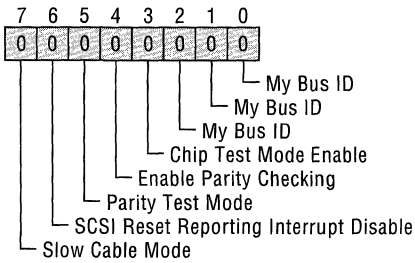 7 6 5 4 3 2 1 0
0 0 0 0 0 0 0 0
My Bus ID
My Bus ID
My Bus ID
Chip Test Mode Enable
Enable Parity Checking
Parity Test Mode
SCSI Reset Reporting Interrupt Disable
Slow Cable Mode